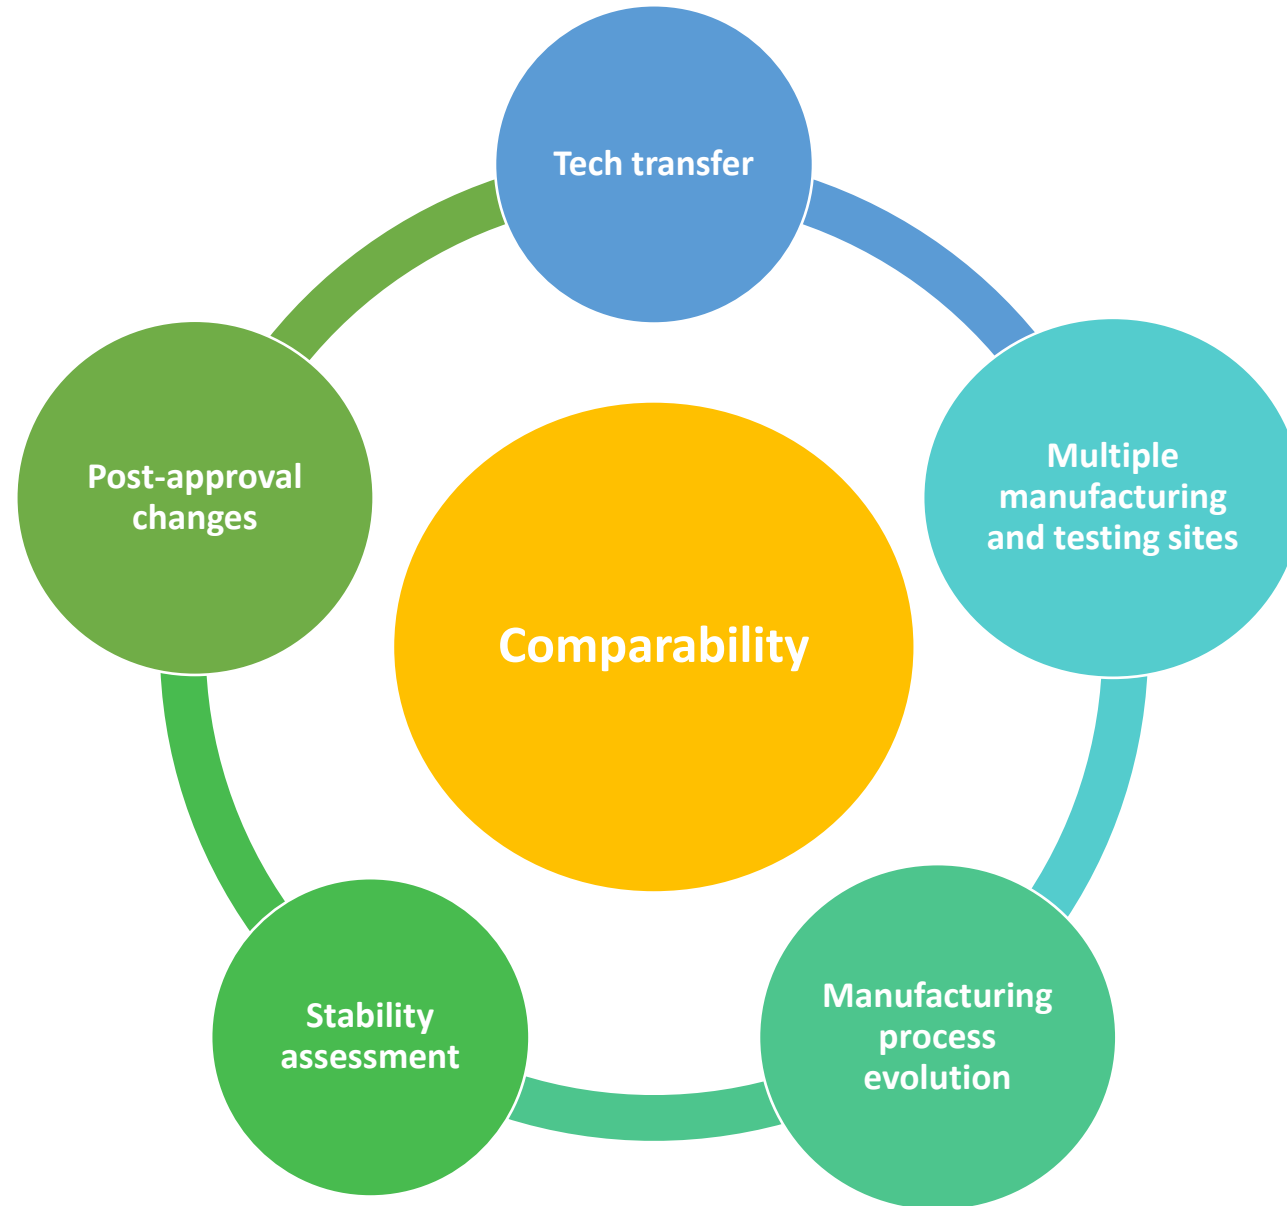 Tech transfer
Multiple
manufacturing
and testing sites
Post-approval
changes
Comparability
Manufacturing
process
evolution
Stability
assessment